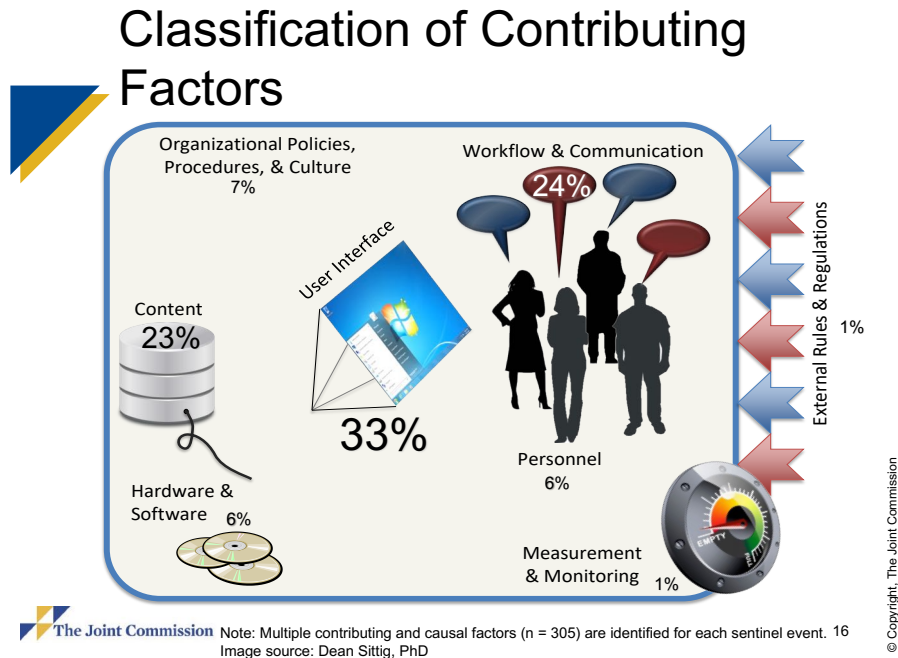 Classification of Contributing
Factors
Organizational Policies,
Procedures, & Culture
7%
Workflow & Communication
24%
User Interface
33%
Content
23%
Hardware &
Software
6%
Personnel
6%
Measurement
& Monitoring
1%
EMPTY
External Rules & Regulations
1%
© Copyright, The Joint Commission
The Joint Commission
Note: Multiple contributing and causal factors (n = 305) are identified for each sentinel event.
16
Image source: Dean Sittig, PhD